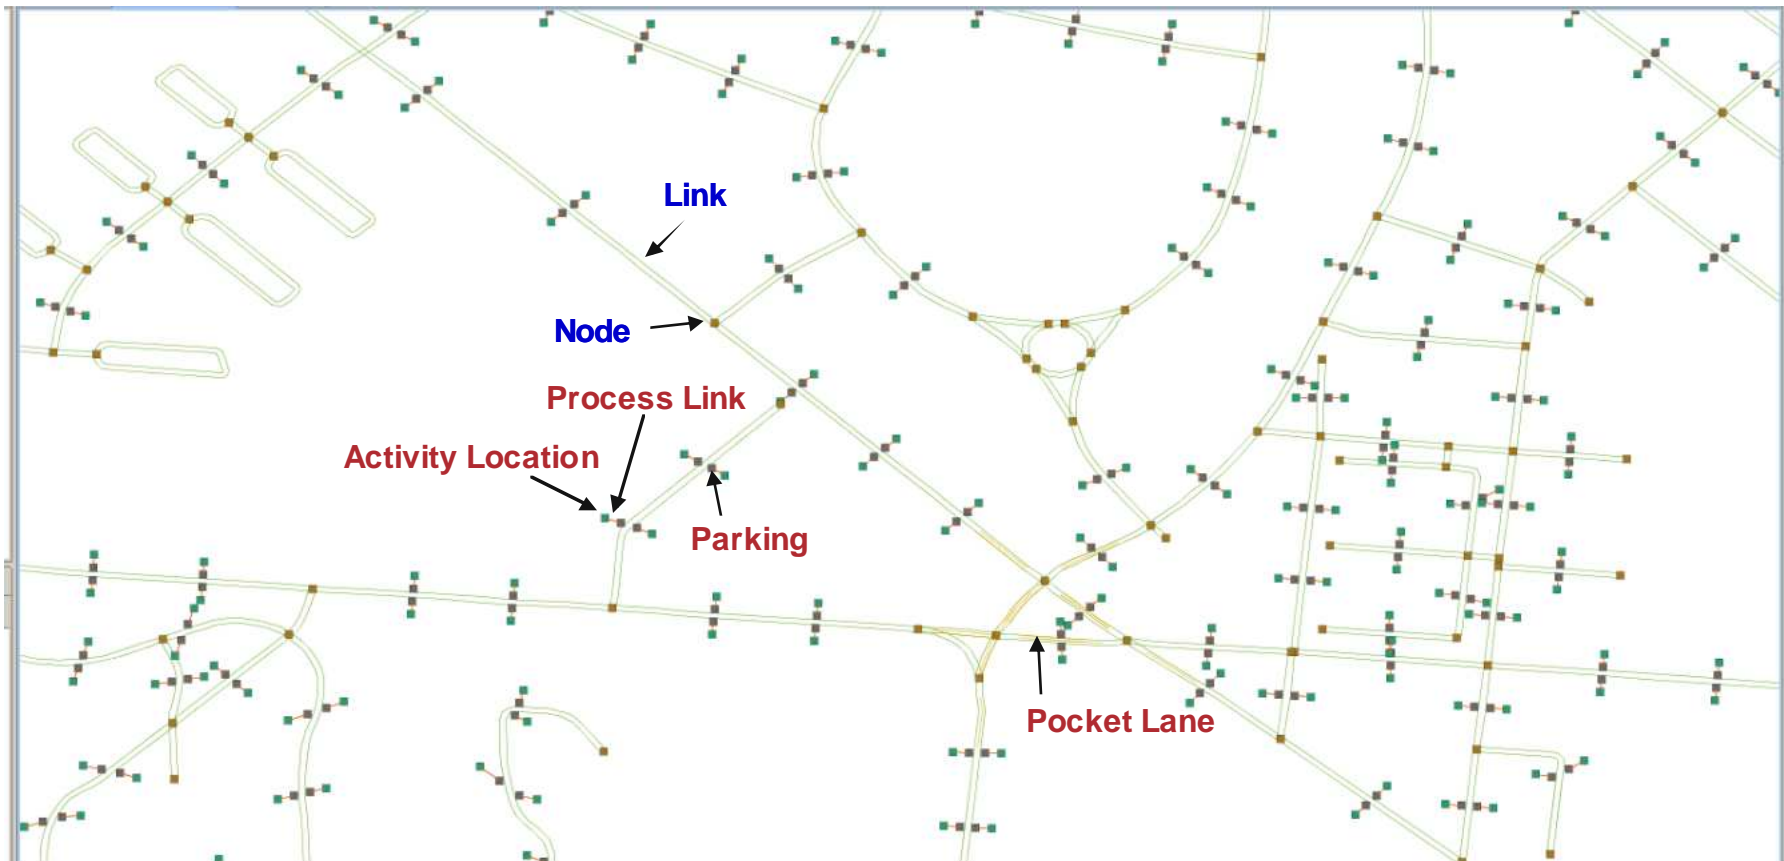 Link
Node
Process Link
Activity Location
Parking
Pocket Lane